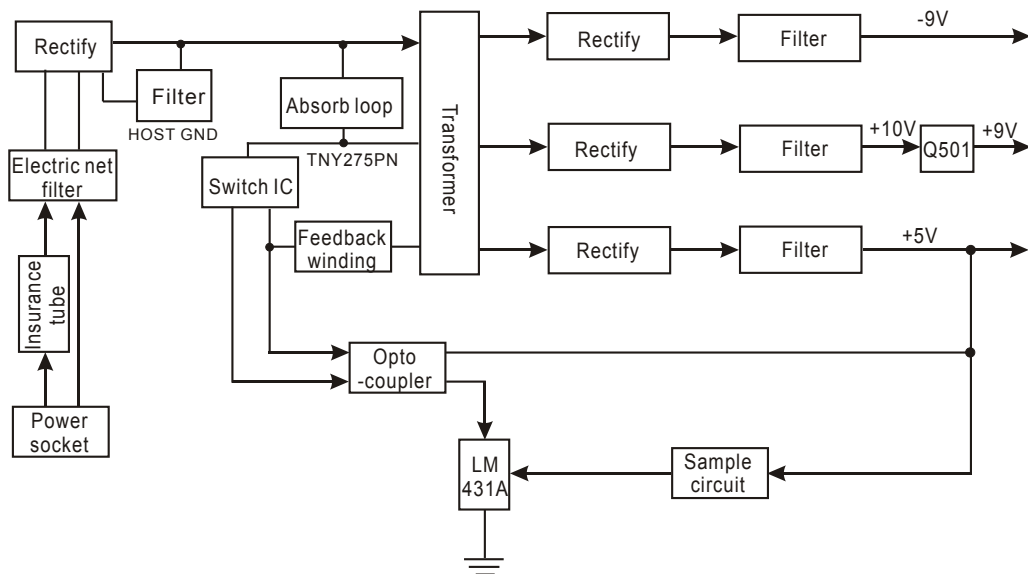 Rectify
Filter
HOST GND
Electric net
filter
Insurance
tube
Power
socket
Absorb loop
TNY275PN
Switch IC
Feedback
winding
Transformer
Rectify
Filter
-9V
Rectify
Filter
+10V
Q501
+9V
Rectify
Filter
+5V
Opto
-coupler
LM
431A
Sample
circuit